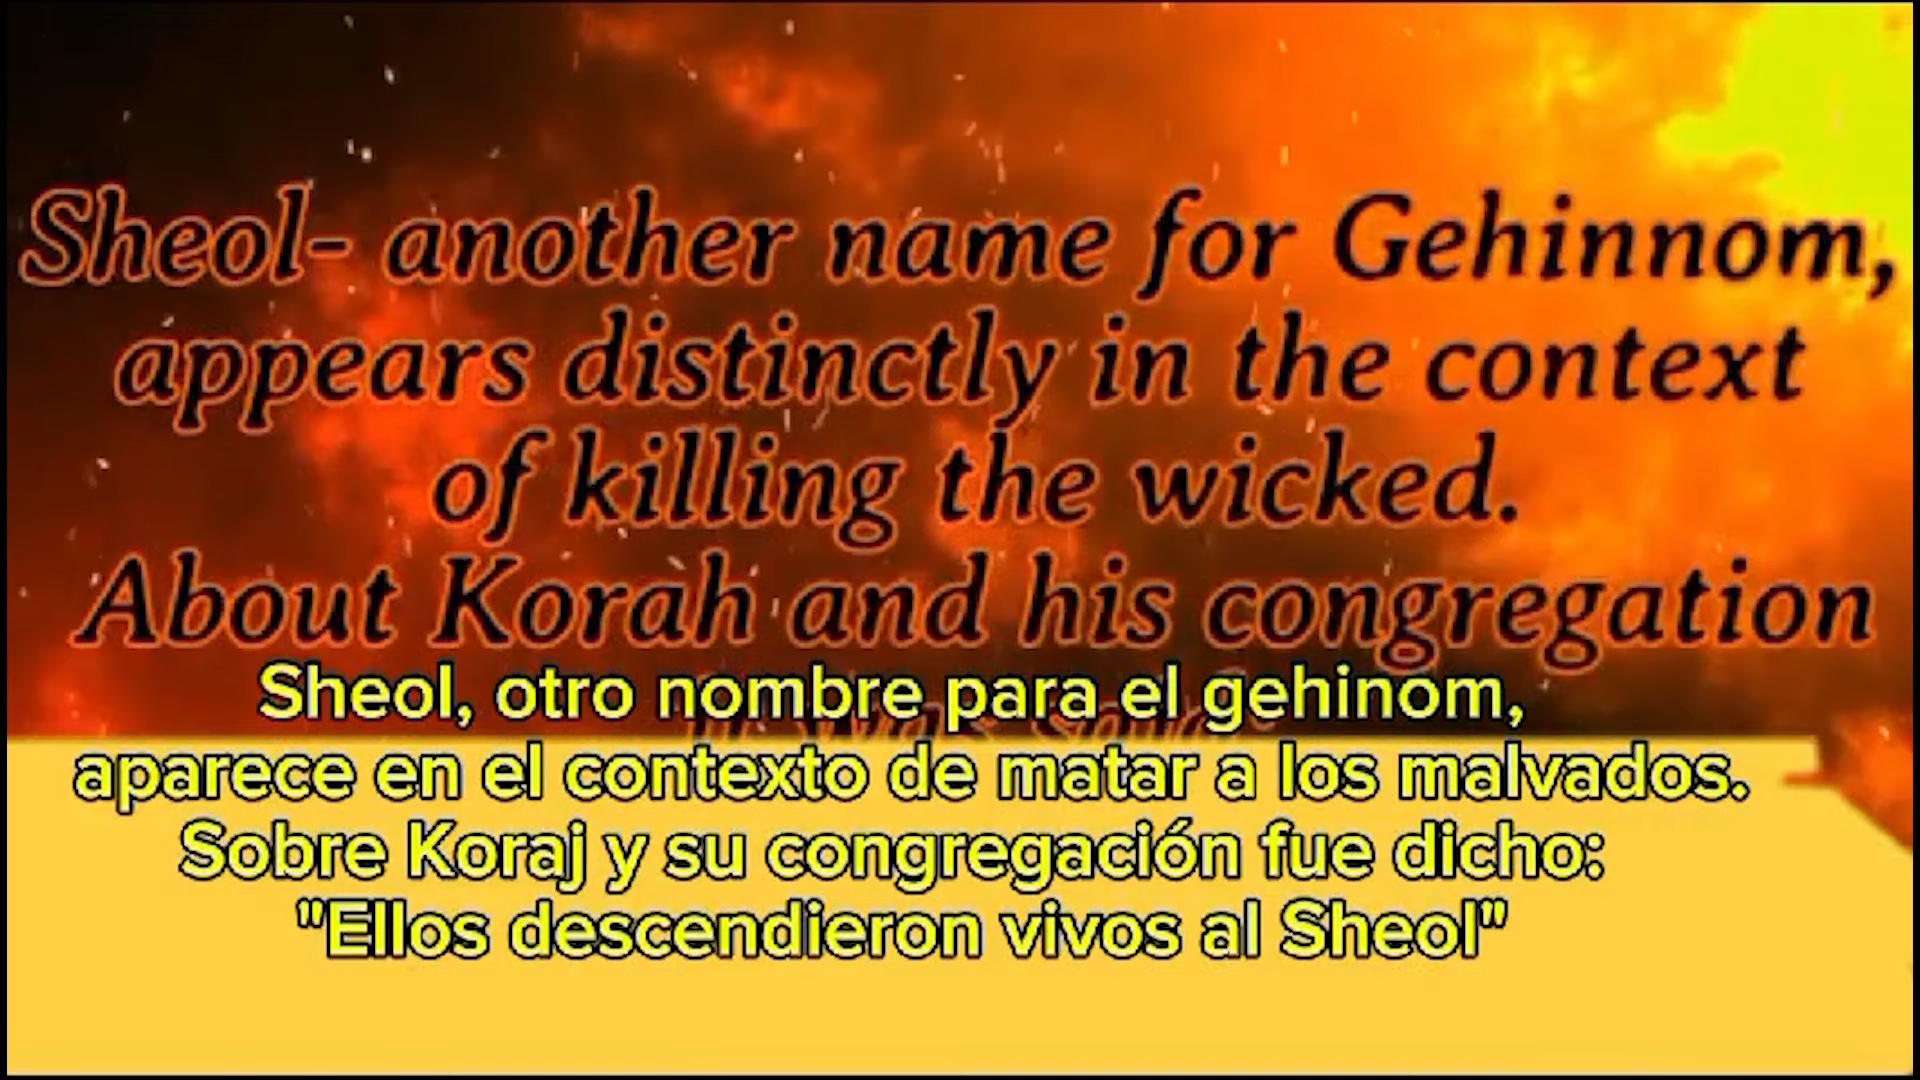 Sheol- another name for Gehinnom,
appears distinctly in the context
of killing the wicked.
About Korah and his congregation
Sheol, otro nombre para el gehinom,
aparece en el contexto de matar a los malvados.
Sobre Koraj y su congregación fue dicho:
"Ellos descendieron vivos al Sheol"